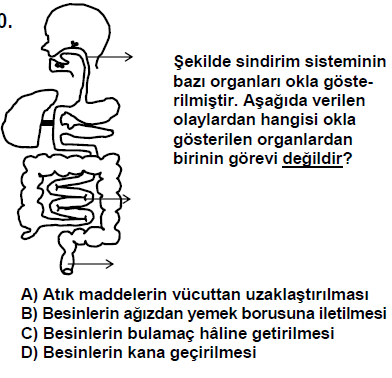 0.
Şekilde sindirim sisteminin
bazı organları okla göste-
rilmiştir. Aşağıda verilen
olaylardan hangisi okla
gösterilen organlardan
birinin görevi değildir?
A) Atık maddelerin vücuttan uzaklaştırılması
B) Besinlerin ağızdan yemek borusuna iletilmesi
C) Besinlerin bulamaç hâline getirilmesi
D) Besinlerin kana geçirilmesi